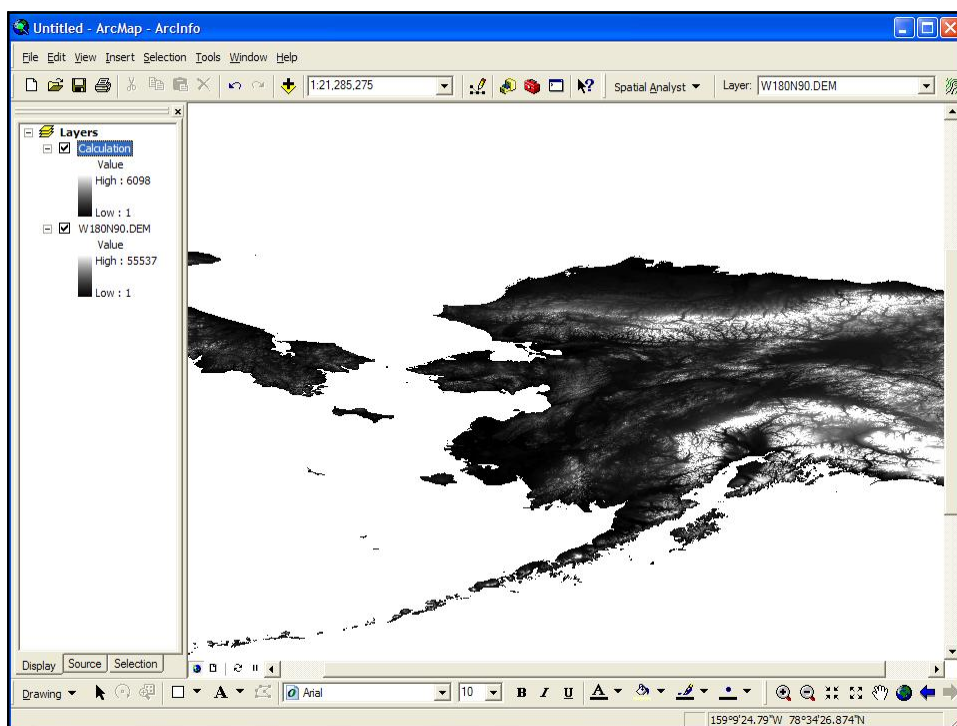 Untitled - ArcMap - ArcInfo
File Edit View Insert Selection Tools Window Help
1:21,285,275 Spatial Analyst Layer: W180N90.DEM
Layers
Calculation
Value
High : 6098
Low : 1
W180N90.DEM
Value
High : 55537
Low : 1
Display Source Selection
Drawing A Arial 10 B I U A
159°9'24.79"W 78°34'26.874"N